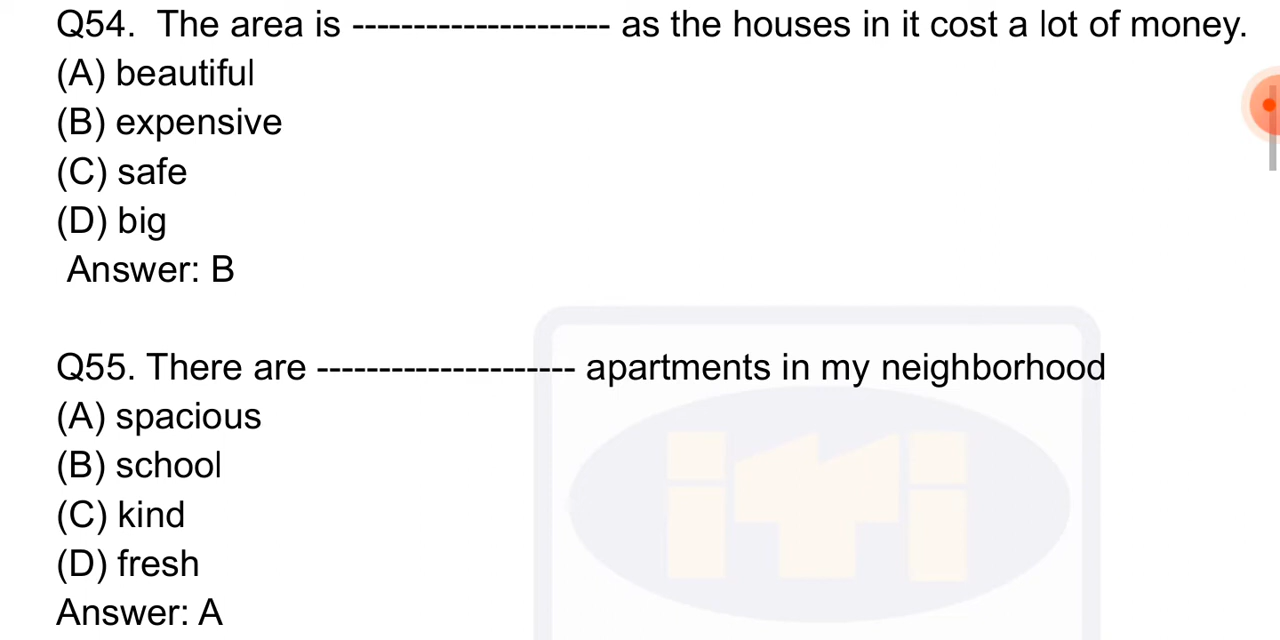 Q54.  The area is --------------------- as the houses in it cost a lot of money.
(A) beautiful
(B) expensive
(C) safe
(D) big
Answer: B
Q55. There are --------------------- apartments in my neighborhood
(A) spacious
(B) school
(C) kind
(D) fresh
Answer: A
iTi